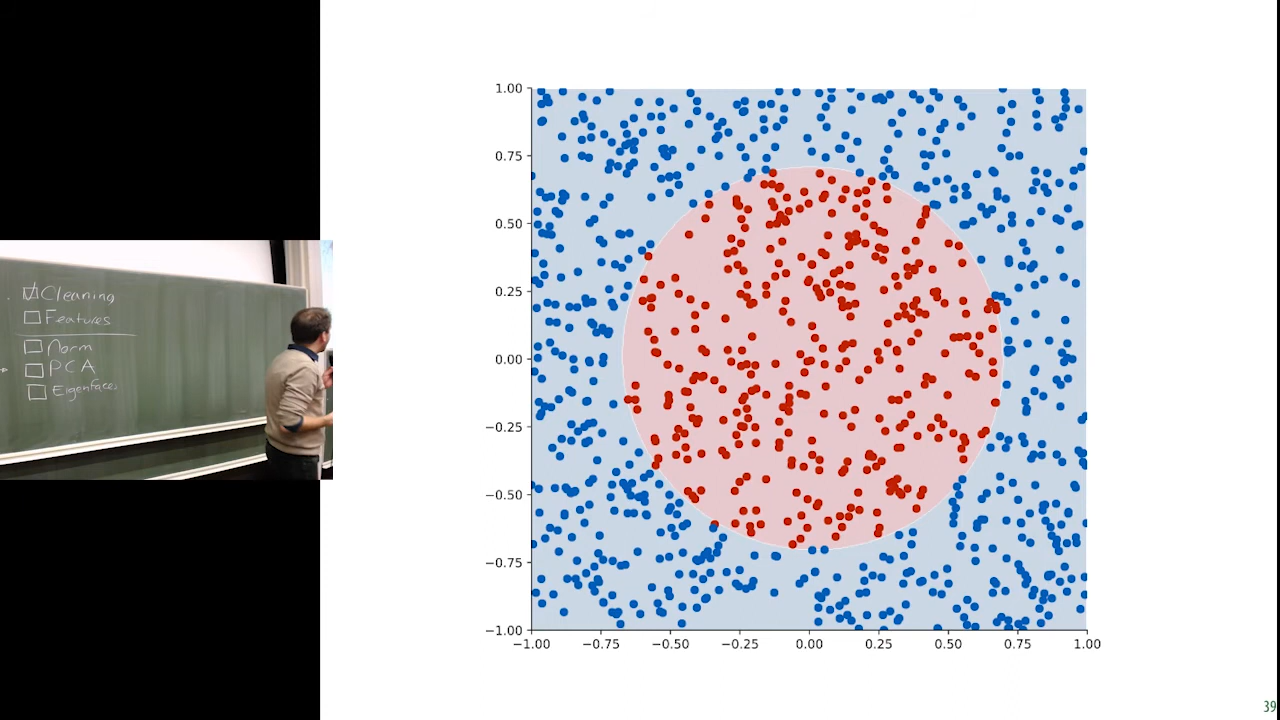 Cleaning
Features
Norm
PCA
Eigenfaces
1.00
0.75
0.50
0.25
0.00
−0.25
−0.50
−0.75
−1.00
−1.00 −0.75 −0.50 −0.25 0.00 0.25 0.50 0.75 1.00
39